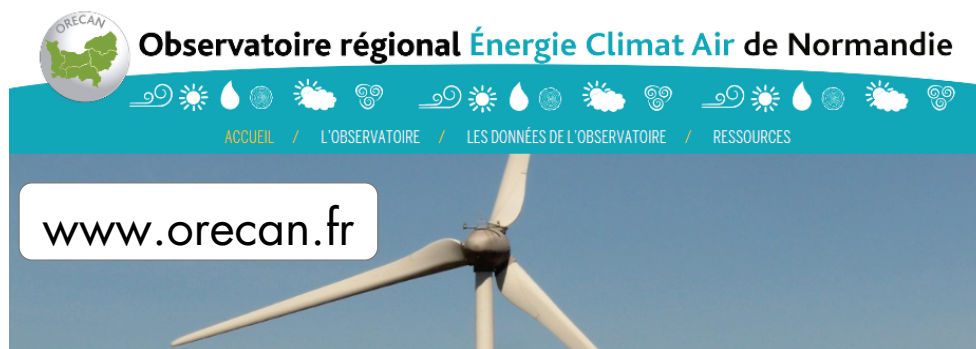 ORECAN
Observatoire régional Énergie Climat Air de Normandie
ACCUEIL / L'OBSERVATOIRE / LES DONNÉES DE L'OBSERVATOIRE / RESSOURCES
www.orecan.fr